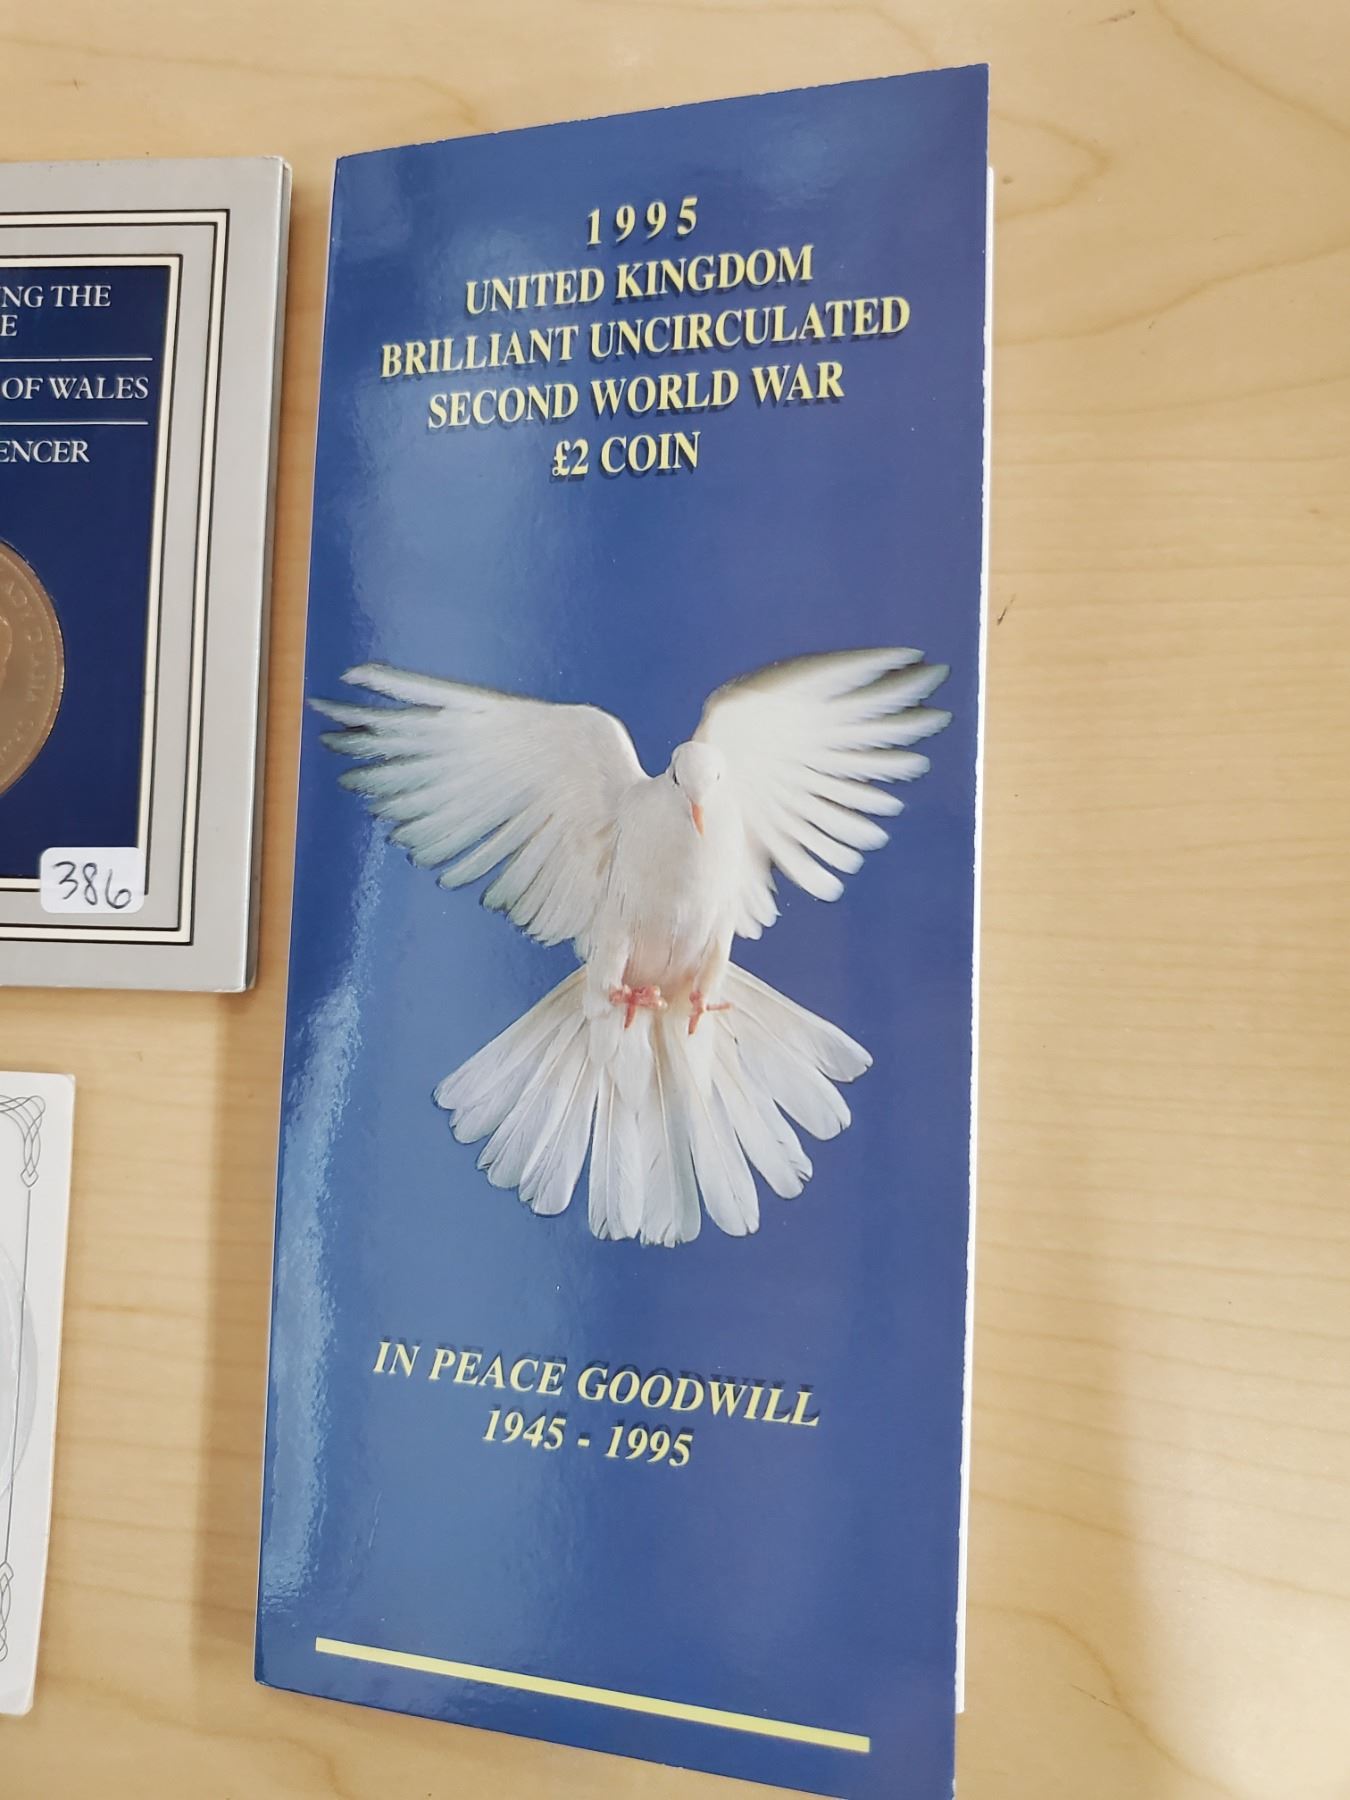 NG THE
E
OF WALES
ENCER
386
1995
UNITED KINGDOM
BRILLIANT UNCIRCULATED
SECOND WORLD WAR
£2 COIN
IN PEACE GOODWILL
1945 - 1995